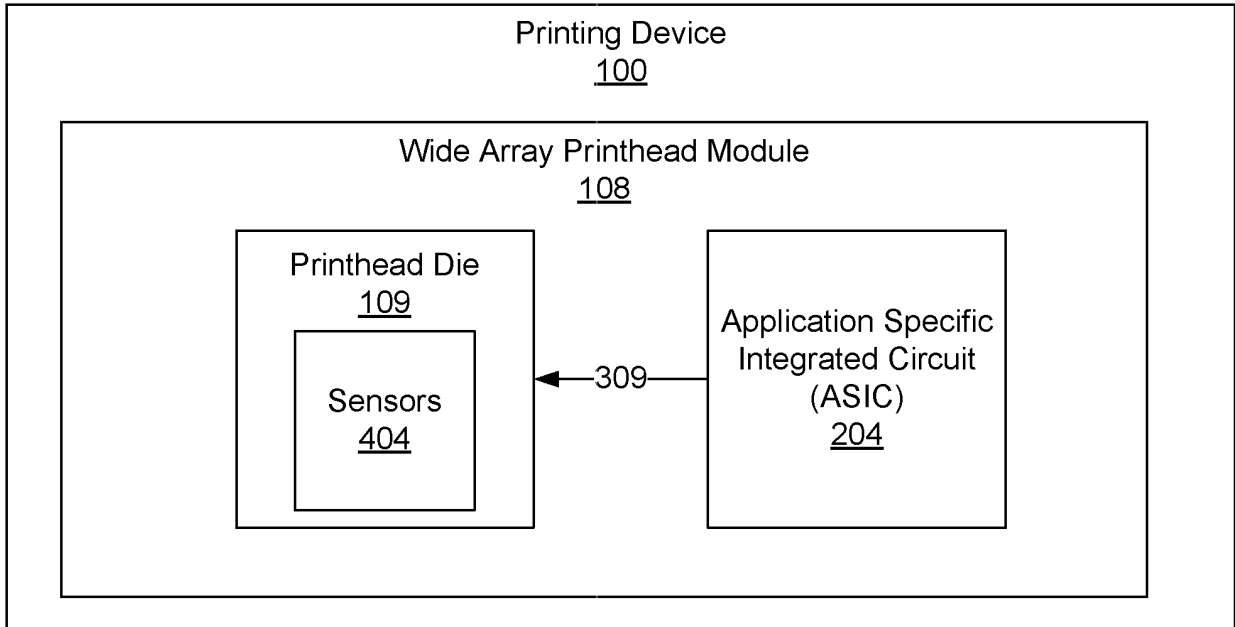 Printing Device
100
Wide Array Printhead Module
108
Printhead Die
109
Sensors
404
309
Application Specific
Integrated Circuit
(ASIC)
204